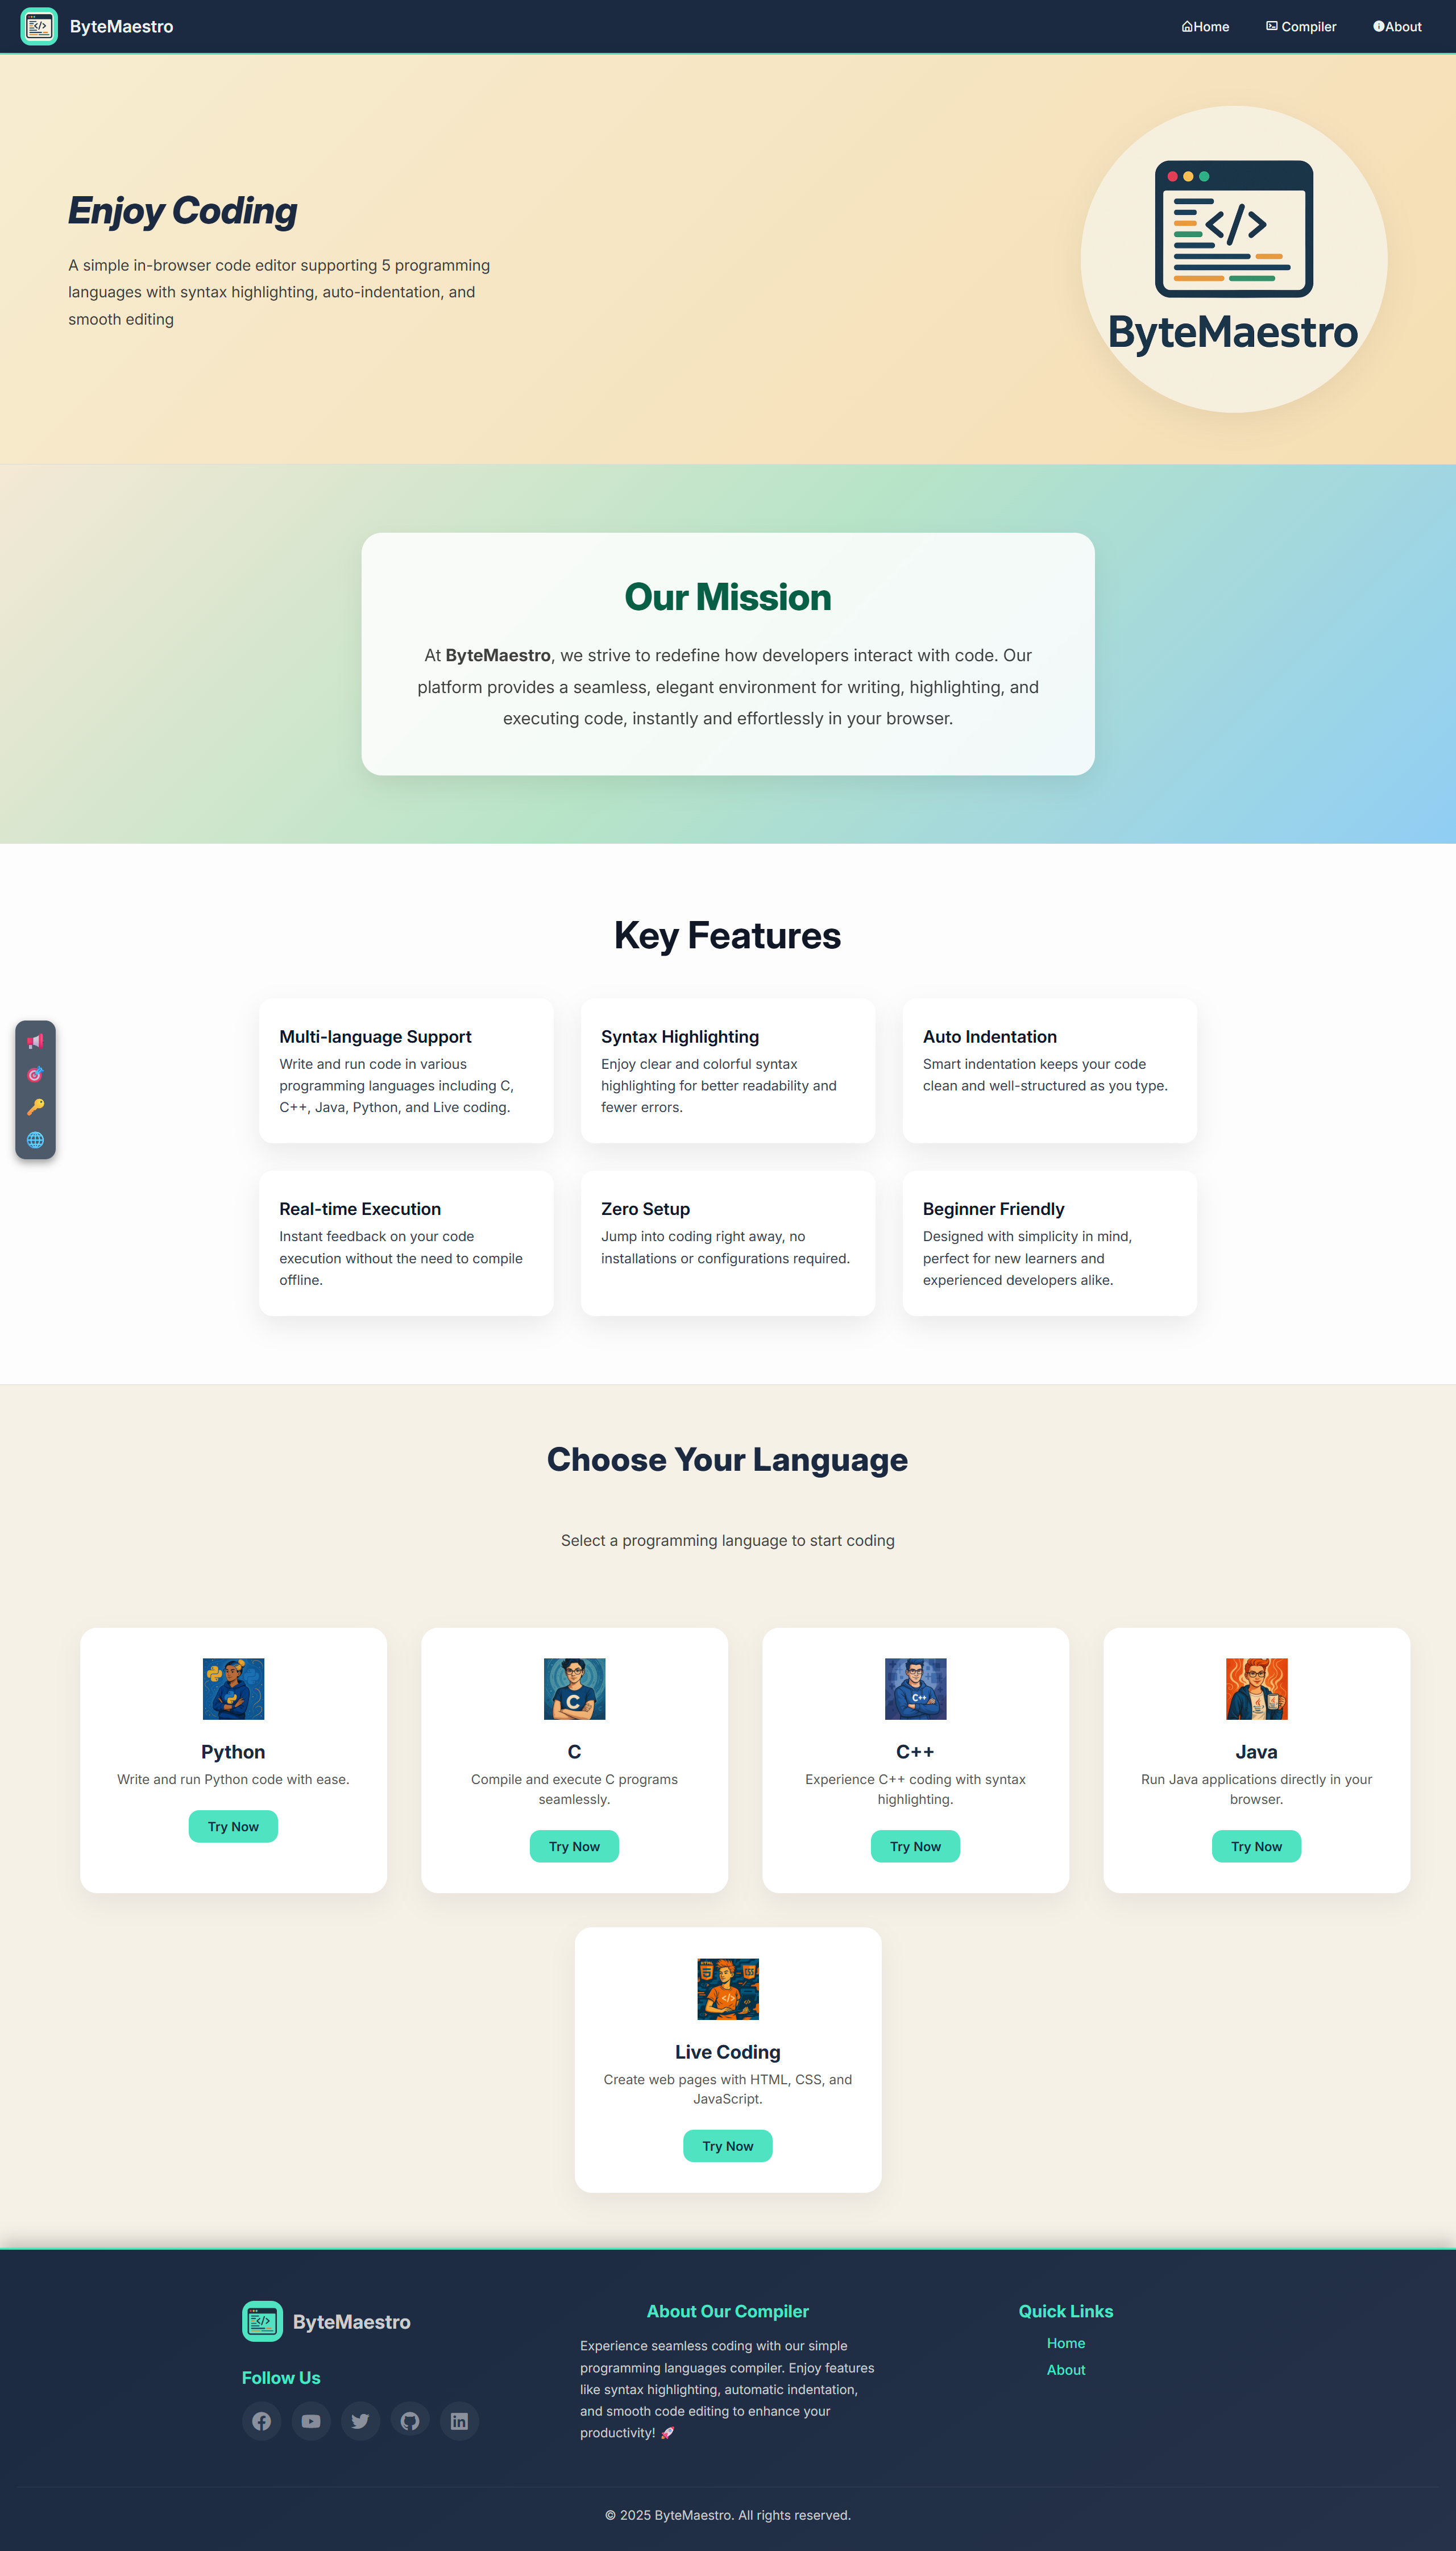 ByteMaestro
Home
Compiler
About
Enjoy Coding
A simple in-browser code editor supporting 5 programming
languages with syntax highlighting, auto-indentation, and
smooth editing
</>
ByteMaestro
Our Mission
At ByteMaestro, we strive to redefine how developers interact with code. Our
platform provides a seamless, elegant environment for writing, highlighting, and
executing code, instantly and effortlessly in your browser.
Key Features
Multi-language Support
Write and run code in various
programming languages including C,
C++, Java, Python, and Live coding.
Syntax Highlighting
Enjoy clear and colorful syntax
highlighting for better readability and
fewer errors.
Auto Indentation
Smart indentation keeps your code
clean and well-structured as you type.
Real-time Execution
Instant feedback on your code
execution without the need to compile
offline.
Zero Setup
Jump into coding right away, no
installations or configurations required.
Beginner Friendly
Designed with simplicity in mind,
perfect for new learners and
experienced developers alike.
Choose Your Language
Select a programming language to start coding
Python
Write and run Python code with ease.
Try Now
C
C
Compile and execute C programs
seamlessly.
Try Now
C++
C++
Experience C++ coding with syntax
highlighting.
Try Now
Java
Run Java applications directly in your
browser.
Try Now
</>
Live Coding
Create web pages with HTML, CSS, and
JavaScript.
Try Now
ByteMaestro
Follow Us
About Our Compiler
Experience seamless coding with our simple
programming languages compiler. Enjoy features
like syntax highlighting, automatic indentation,
and smooth code editing to enhance your
productivity! 🚀
Quick Links
Home
About
© 2025 ByteMaestro. All rights reserved.